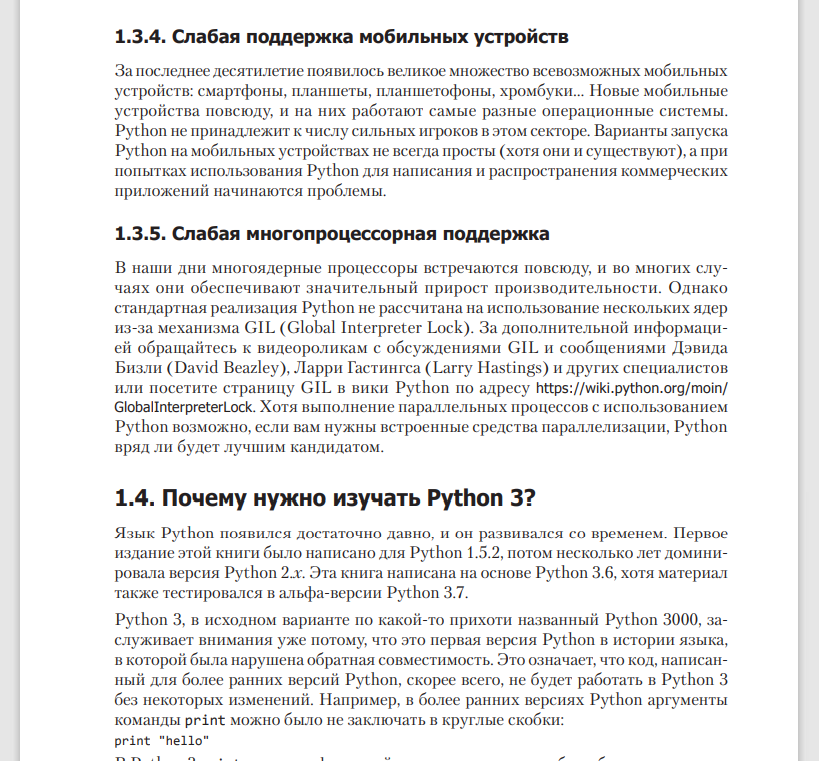 1.3.4. Слабая поддержка мобильных устройств
За последнее десятилетие появилось великое множество всевозможных мобильных
устройств: смартфоны, планшеты, планшетофоны, хромбуки... Новые мобильные
устройства повсюду, и на них работают самые разные операционные системы.
Python не принадлежит к числу сильных игроков в этом секторе. Варианты запуска
Python на мобильных устройствах не всегда просты (хотя они и существуют), а при
попытках использования Python для написания и распространения коммерческих
приложений начинаются проблемы.
1.3.5. Слабая многопроцессорная поддержка
В наши дни многоядерные процессоры встречаются повсюду, и во многих слу-
чаях они обеспечивают значительный прирост производительности. Однако
стандартная реализация Python не рассчитана на использование нескольких ядер
из-за механизма GIL (Global Interpreter Lock). За дополнительной информаци-
ей обращайтесь к видеороликам с обсуждениями GIL и сообщениями Дэвида
Бизли (David Beazley), Ларри Гастингса (Larry Hastings) и других специалистов
или посетите страницу GIL в вики Python по адресу https://wiki.python.org/moin/
GlobalInterpreterLock. Хотя выполнение параллельных процессов с использованием
Python возможно, если вам нужны встроенные средства параллелизации, Python
вряд ли будет лучшим кандидатом.
1.4. Почему нужно изучать Python 3?
Язык Python появился достаточно давно, и он развивался со временем. Первое
издание этой книги было написано для Python 1.5.2, потом несколько лет домини-
ровала версия Python 2.x. Эта книга написана на основе Python 3.6, хотя материал
также тестировался в альфа-версии Python 3.7.
Python 3, в исходном варианте по какой-то прихоти названный Python 3000, за-
служивает внимания уже потому, что это первая версия Python в истории языка,
в которой была нарушена обратная совместимость. Это означает, что код, написан-
ный для более ранних версий Python, скорее всего, не будет работать в Python 3
без некоторых изменений. Например, в более ранних версиях Python аргументы
команды print можно было не заключать в круглые скобки:
print "hello"